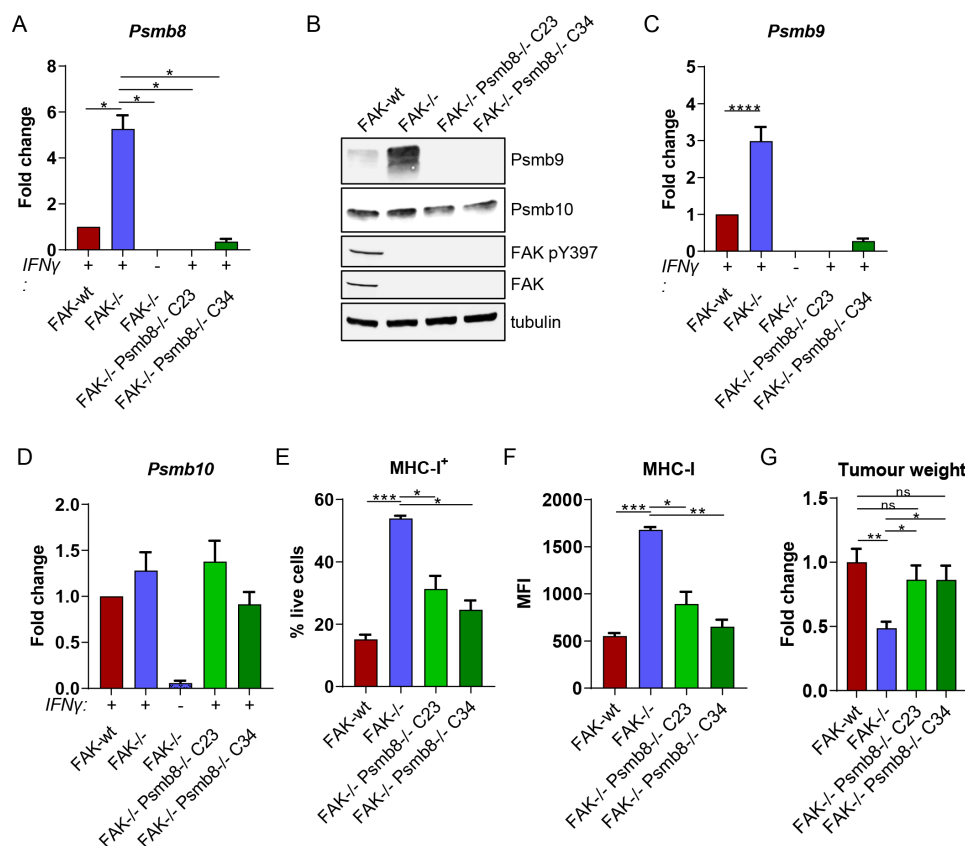 A
Psmb8
Fold change
8
6
4
2
0
*
*
* *
IFNγ + + - + +
:
FAK-wt
FAK-/-
FAK-/-
FAK-/- Psmb8-/- C23
FAK-/- Psmb8-/- C34
B
FAK-wt
FAK-/-
FAK-/- Psmb8-/- C23
FAK-/- Psmb8-/- C34
Psmb9
Psmb10
FAK pY397
FAK
tubulin
C
Psmb9
Fold change
5
4
3
2
1
0
****
IFNγ + + - + +
:
FAK-wt
FAK-/-
FAK-/-
FAK-/- Psmb8-/- C23
FAK-/- Psmb8-/- C34
D
Psmb10
Fold change
2.0
1.5
1.0
0.5
0.0
IFNγ: + + - + +
FAK-wt
FAK-/-
FAK-/-
FAK-/- Psmb8-/- C23
FAK-/- Psmb8-/- C34
E
MHC-I+
% live cells
60
40
20
0
*** *
*
FAK-wt
FAK-/-
FAK-/- Psmb8-/- C23
FAK-/- Psmb8-/- C34
F
MHC-I
MFI
2000
1500
1000
500
0
*** *
**
FAK-wt
FAK-/-
FAK-/- Psmb8-/- C23
FAK-/- Psmb8-/- C34
G
Tumour weight
Fold change
1.5
1.0
0.5
0.0
ns
ns
*
** *
FAK-wt
FAK-/-
FAK-/- Psmb8-/- C23
FAK-/- Psmb8-/- C34